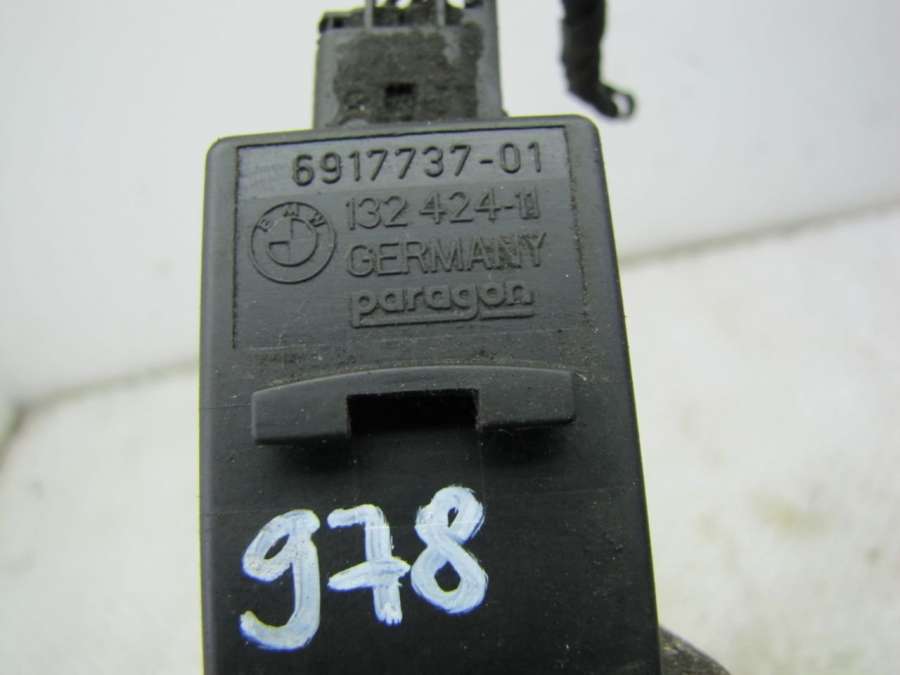 6917737-01
BMW
132 424-11
GERMANY
paragon
978